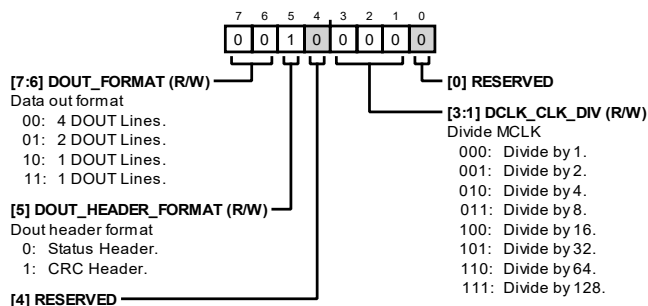 7 6 5 4 3 2 1 0
0 0 1 0 0 0 0 0
[7:6] DOUT_FORMAT (R/W)
Data out format
00: 4 DOUT Lines.
01: 2 DOUT Lines.
10: 1 DOUT Lines.
11: 1 DOUT Lines.
[5] DOUT_HEADER_FORMAT (R/W)
Dout header format
0: Status Header.
1: CRC Header.
[4] RESERVED
[0] RESERVED
[3:1] DCLK_CLK_DIV (R/W)
Divide MCLK
000: Divide by 1.
001: Divide by 2.
010: Divide by 4.
011: Divide by 8.
100: Divide by 16.
101: Divide by 32.
110: Divide by 64.
111: Divide by 128.